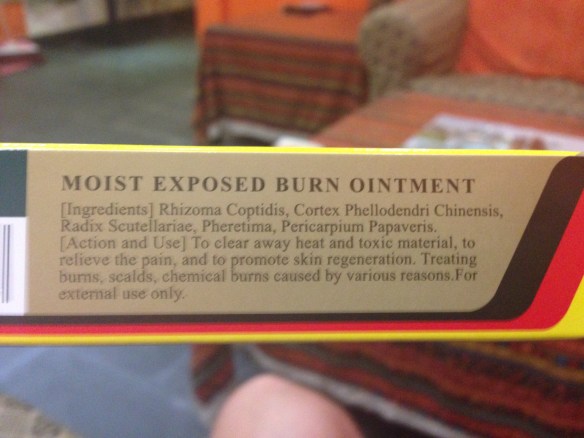 MOIST EXPOSED BURN OINTMENT
[Ingredients] Rhizoma Coptidis, Cortex Phellodendri Chinensis,
Radix Scutellariae, Pheretima, Pericarpium Papaveris.
[Action and Use] To clear away heat and toxic material, to
relieve the pain, and to promote skin regeneration. Treating
burns, scalds, chemical burns caused by various reasons.For
external use only.